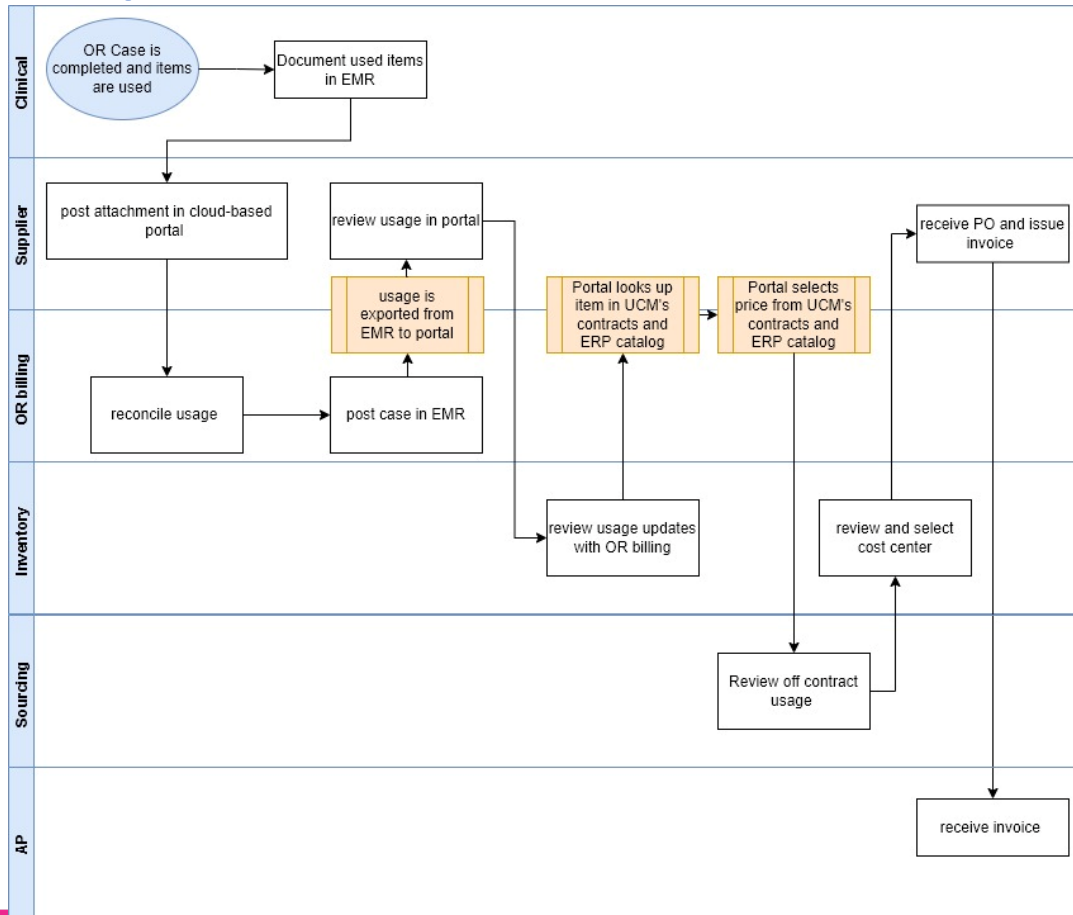 Clinical
OR Case is
completed and items
are used
Document used items
in EMR
Supplier
post attachment in cloud-based
portal
review usage in portal
receive PO and issue
invoice
usage is
exported from
EMR to portal
Portal looks up
item in UCM's
contracts and
ERP catalog
Portal selects
price from UCM's
contracts and
ERP catalog
OR billing
reconcile usage
post case in EMR
Inventory
review usage updates
with OR billing
review and select
cost center
Sourcing
Review off contract
usage
AP
receive invoice